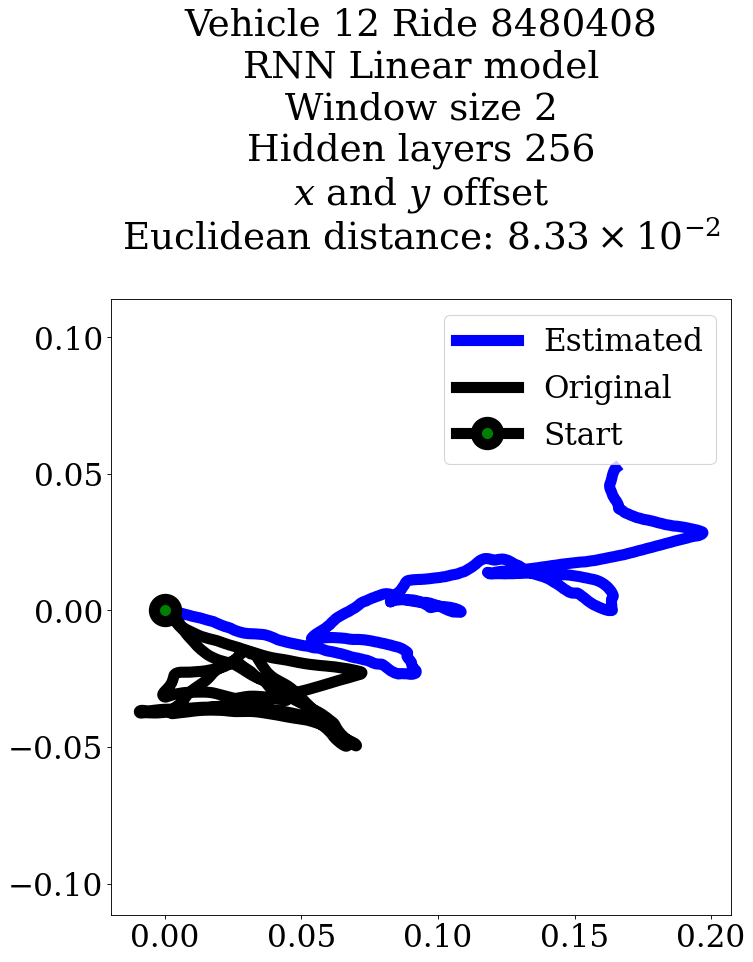 Vehicle 12 Ride 8480408
RNN Linear model
Window size 2
Hidden layers 256
x and y offset
Euclidean distance: 8.33 × 10⁻²
Estimated
Original
Start
0.10
0.05
0.00
−0.05
−0.10
0.00 0.05 0.10 0.15 0.20